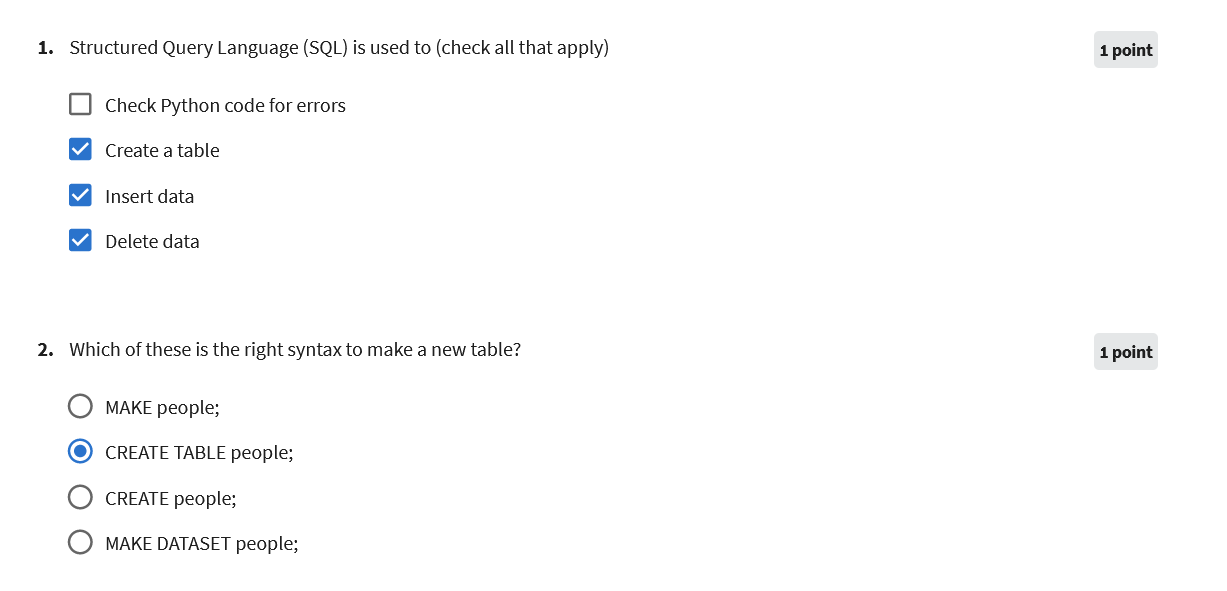 1. Structured Query Language (SQL) is used to (check all that apply)
1 point
Check Python code for errors
Create a table
Insert data
Delete data
2. Which of these is the right syntax to make a new table?
1 point
MAKE people;
CREATE TABLE people;
CREATE people;
MAKE DATASET people;